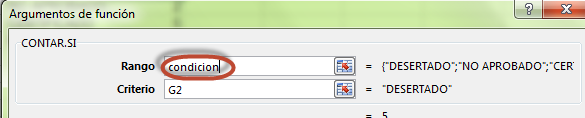 Argumentos de función
CONTAR.SI
Rango condicion = {"DESERTADO";"NO APROBADO";"CER
Criterio G2 = "DESERTADO"
= 5